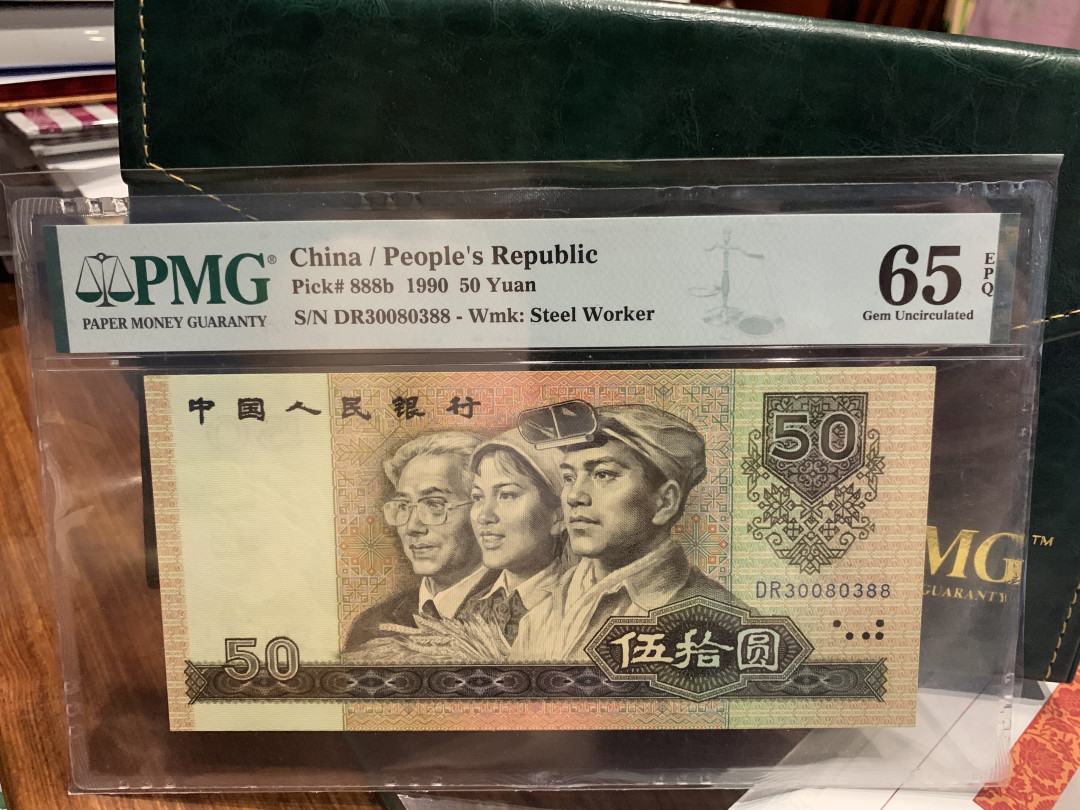 PMG®
PAPER MONEY GUARANTY
China / People's Republic
Pick# 888b 1990 50 Yuan
S/N DR30080388 - Wmk: Steel Worker
65
EPQ
Gem Uncirculated
中国人民银行
50
DR30080388
50
伍拾圆
MG™
GUARANTY